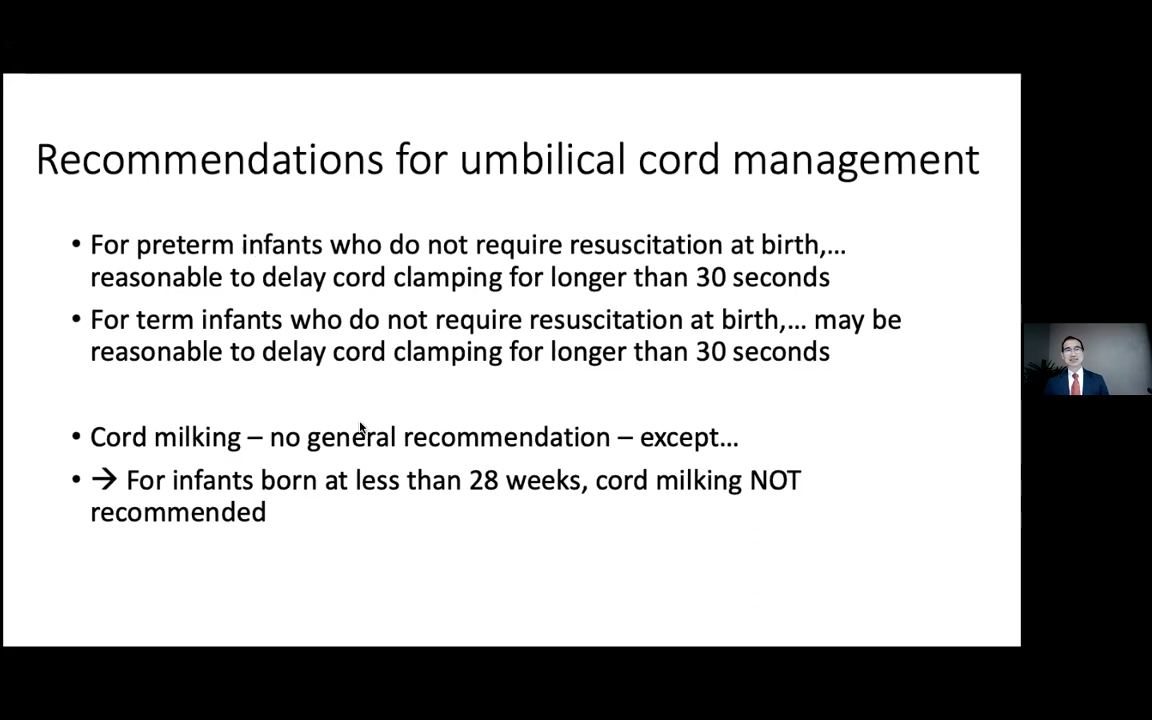 Recommendations for umbilical cord management
• For preterm infants who do not require resuscitation at birth,...
reasonable to delay cord clamping for longer than 30 seconds
• For term infants who do not require resuscitation at birth,... may be
reasonable to delay cord clamping for longer than 30 seconds
• Cord milking – no general recommendation – except...
• → For infants born at less than 28 weeks, cord milking NOT
recommended